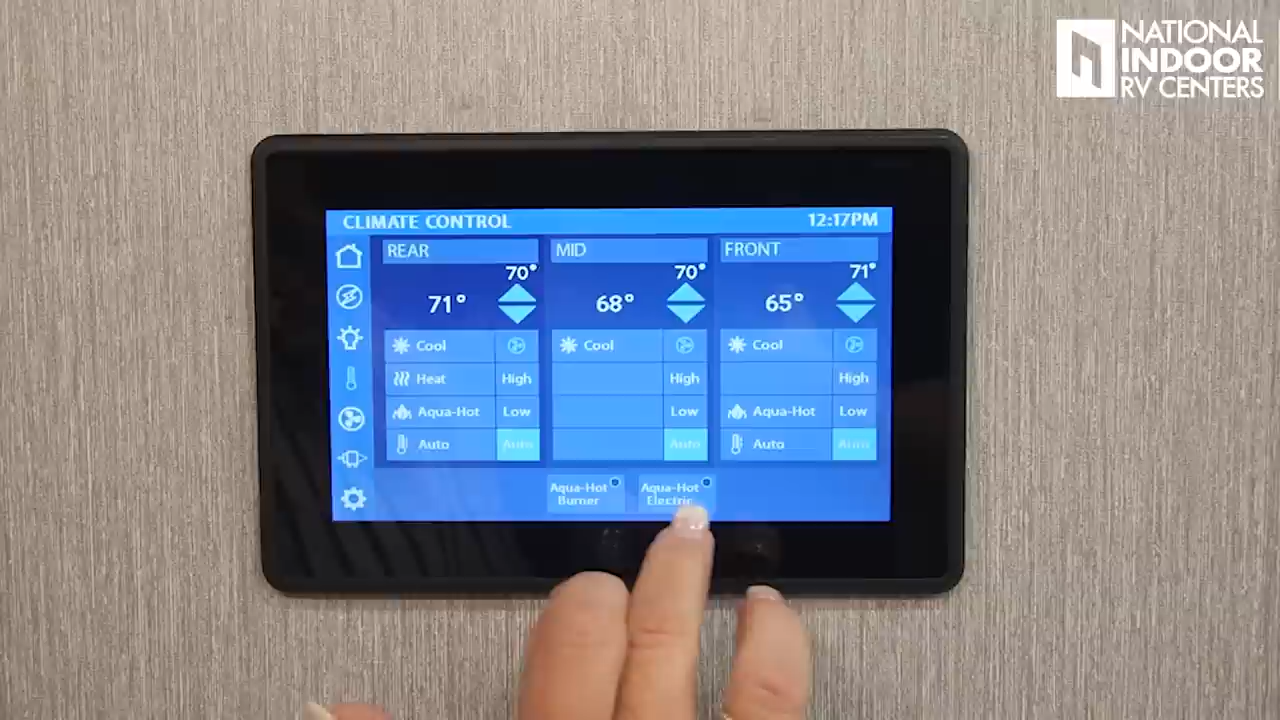 NATIONAL
INDOOR
RV CENTERS
CLIMATE CONTROL 12:17PM
REAR MID FRONT
70° 70° 71°
71° 68° 65°
Cool Cool Cool
Heat High High High
Aqua-Hot Low Low Aqua-Hot Low
Auto Auto Auto Auto Auto
Aqua-Hot Aqua-Hot
Burner Electric